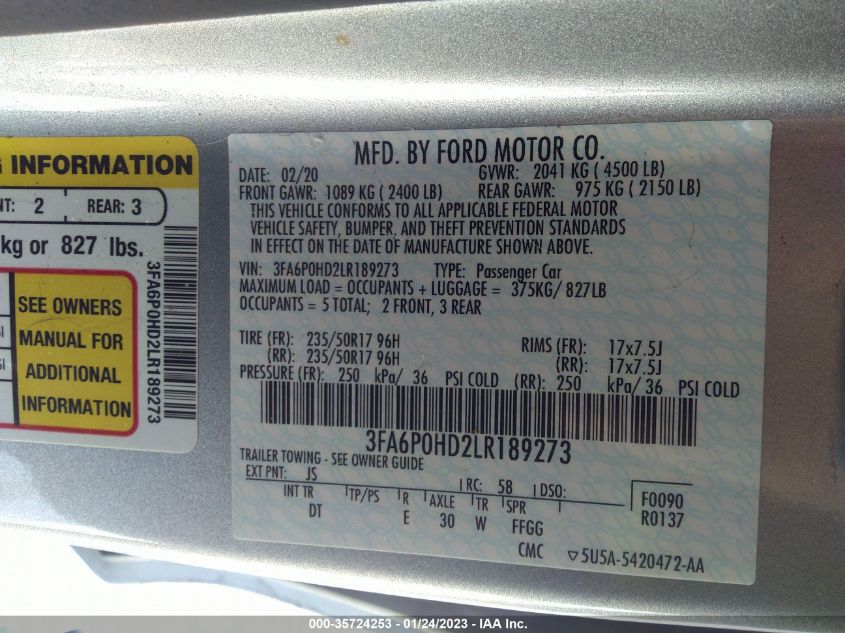 G INFORMATION
NT: 2 REAR: 3
kg or 827 lbs.
SEE OWNERS
MANUAL FOR
ADDITIONAL
INFORMATION
3FA6P0HD2LR189273
MFD. BY FORD MOTOR CO.
DATE: 02/20 GVWR: 2041 KG ( 4500 LB)
FRONT GAWR: 1089 KG ( 2400 LB) REAR GAWR: 975 KG ( 2150 LB)
THIS VEHICLE CONFORMS TO ALL APPLICABLE FEDERAL MOTOR
VEHICLE SAFETY, BUMPER, AND THEFT PREVENTION STANDARDS
IN EFFECT ON THE DATE OF MANUFACTURE SHOWN ABOVE.
VIN: 3FA6P0HD2LR189273 TYPE: Passenger Car
MAXIMUM LOAD = OCCUPANTS + LUGGAGE = 375KG/ 827LB
OCCUPANTS = 5 TOTAL; 2 FRONT, 3 REAR
TIRE (FR): 235/50R17 96H RIMS (FR): 17x7.5J
(RR): 235/50R17 96H (RR): 17x7.5J
PRESSURE (FR): 250 kPa/ 36 PSI COLD (RR): 250 kPa/ 36 PSI COLD
3FA6P0HD2LR189273
TRAILER TOWING - SEE OWNER GUIDE
EXT PNT: JS RC: 58 DSO:
INT TR TP/PS R AXLE TR SPR F0090
DT E 30 W FFGG R0137
CMC ▽5U5A-5420472-AA
000-35724253 - 01/24/2023 - IAA Inc.